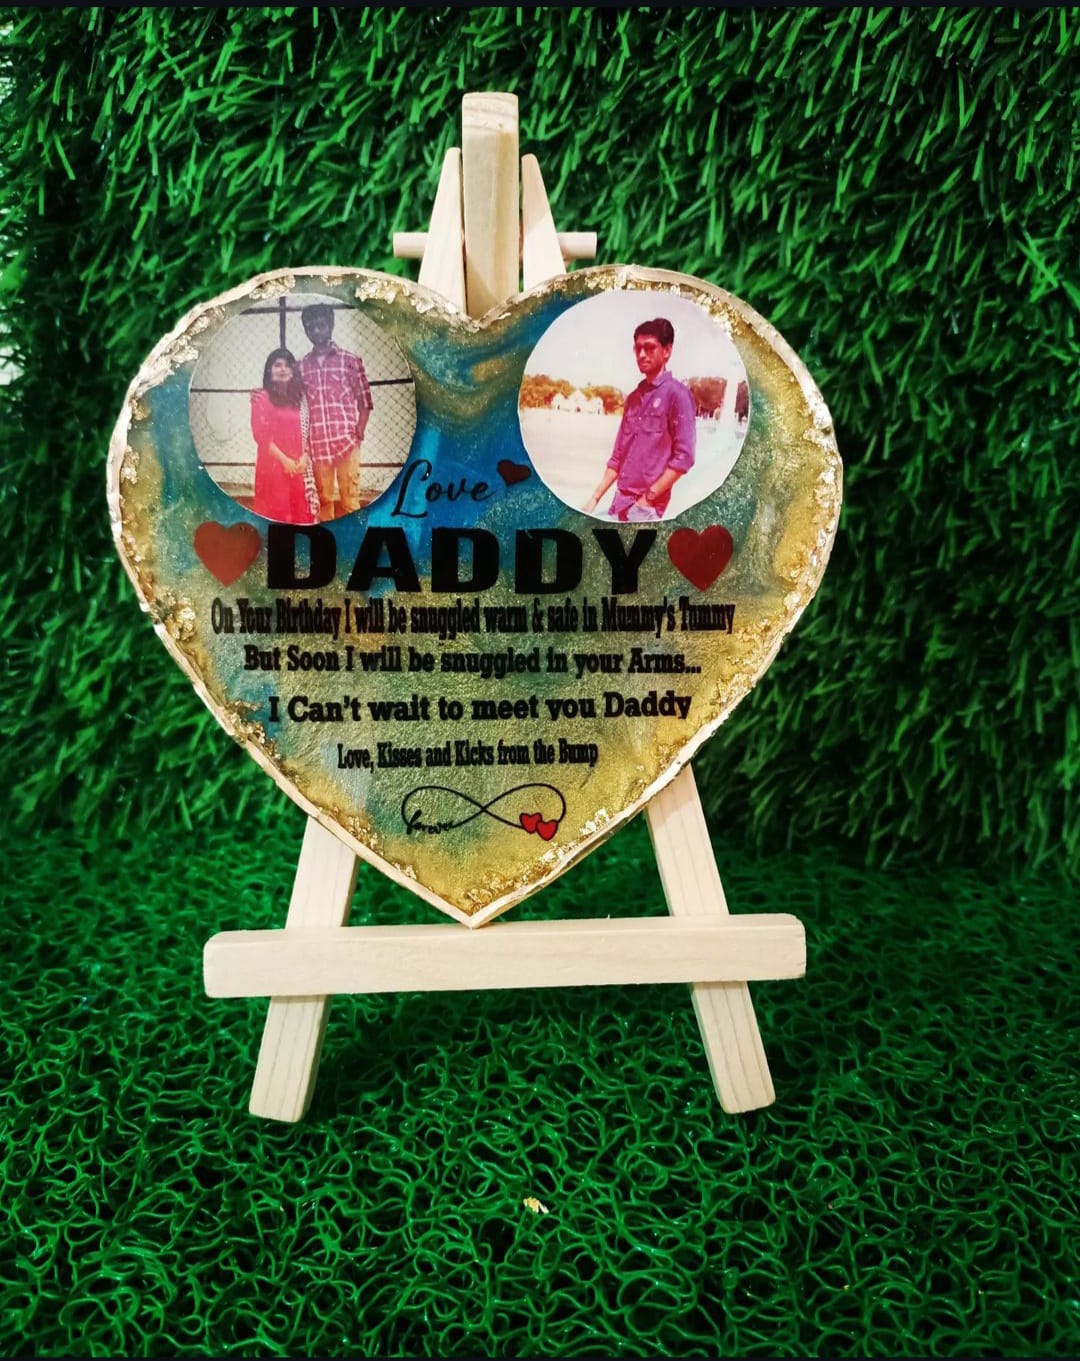 Love
DADDY
On Your Birthday I will be snuggled warm & safe in Mummy's Tummy
But Soon I will be snuggled in your Arms...
I Can't wait to meet you Daddy
Love, Kisses and Kicks from the Bump
forever